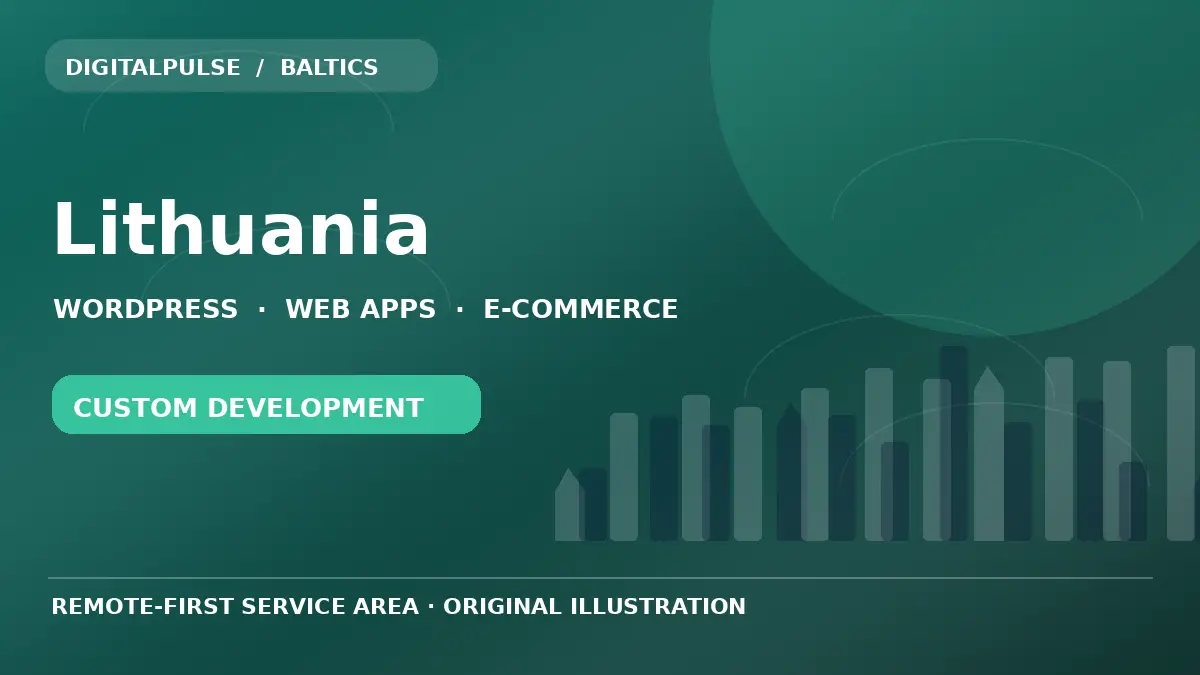 DIGITALPULSE / BALTICS
Lithuania
WORDPRESS · WEB APPS · E-COMMERCE
CUSTOM DEVELOPMENT
REMOTE-FIRST SERVICE AREA · ORIGINAL ILLUSTRATION